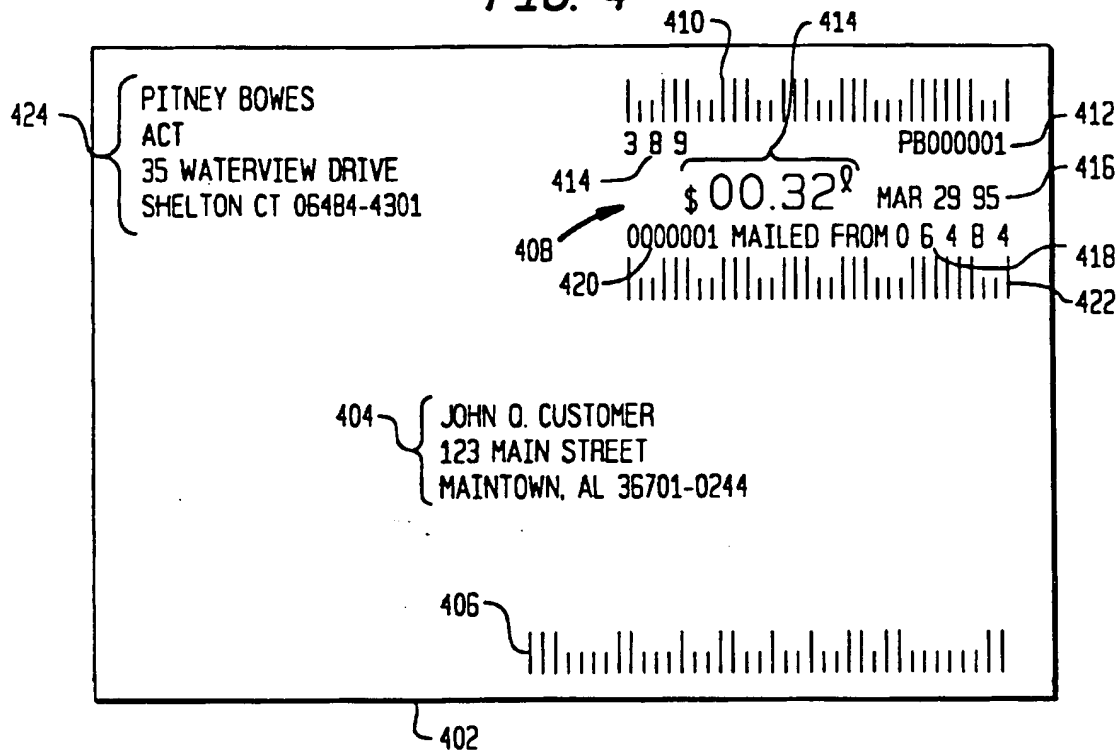 FIG. 4
410 414
424 PITNEY BOWES
ACT
35 WATERVIEW DRIVE
SHELTON CT 06484-4301
412
3 8 9 PB000001
414 416
$ 00.32ℓ MAR 29 95
408
0000001 MAILED FROM 0 6 4 8 4
418
420 422
404 JOHN Q. CUSTOMER
123 MAIN STREET
MAINTOWN, AL 36701-0244
406
402